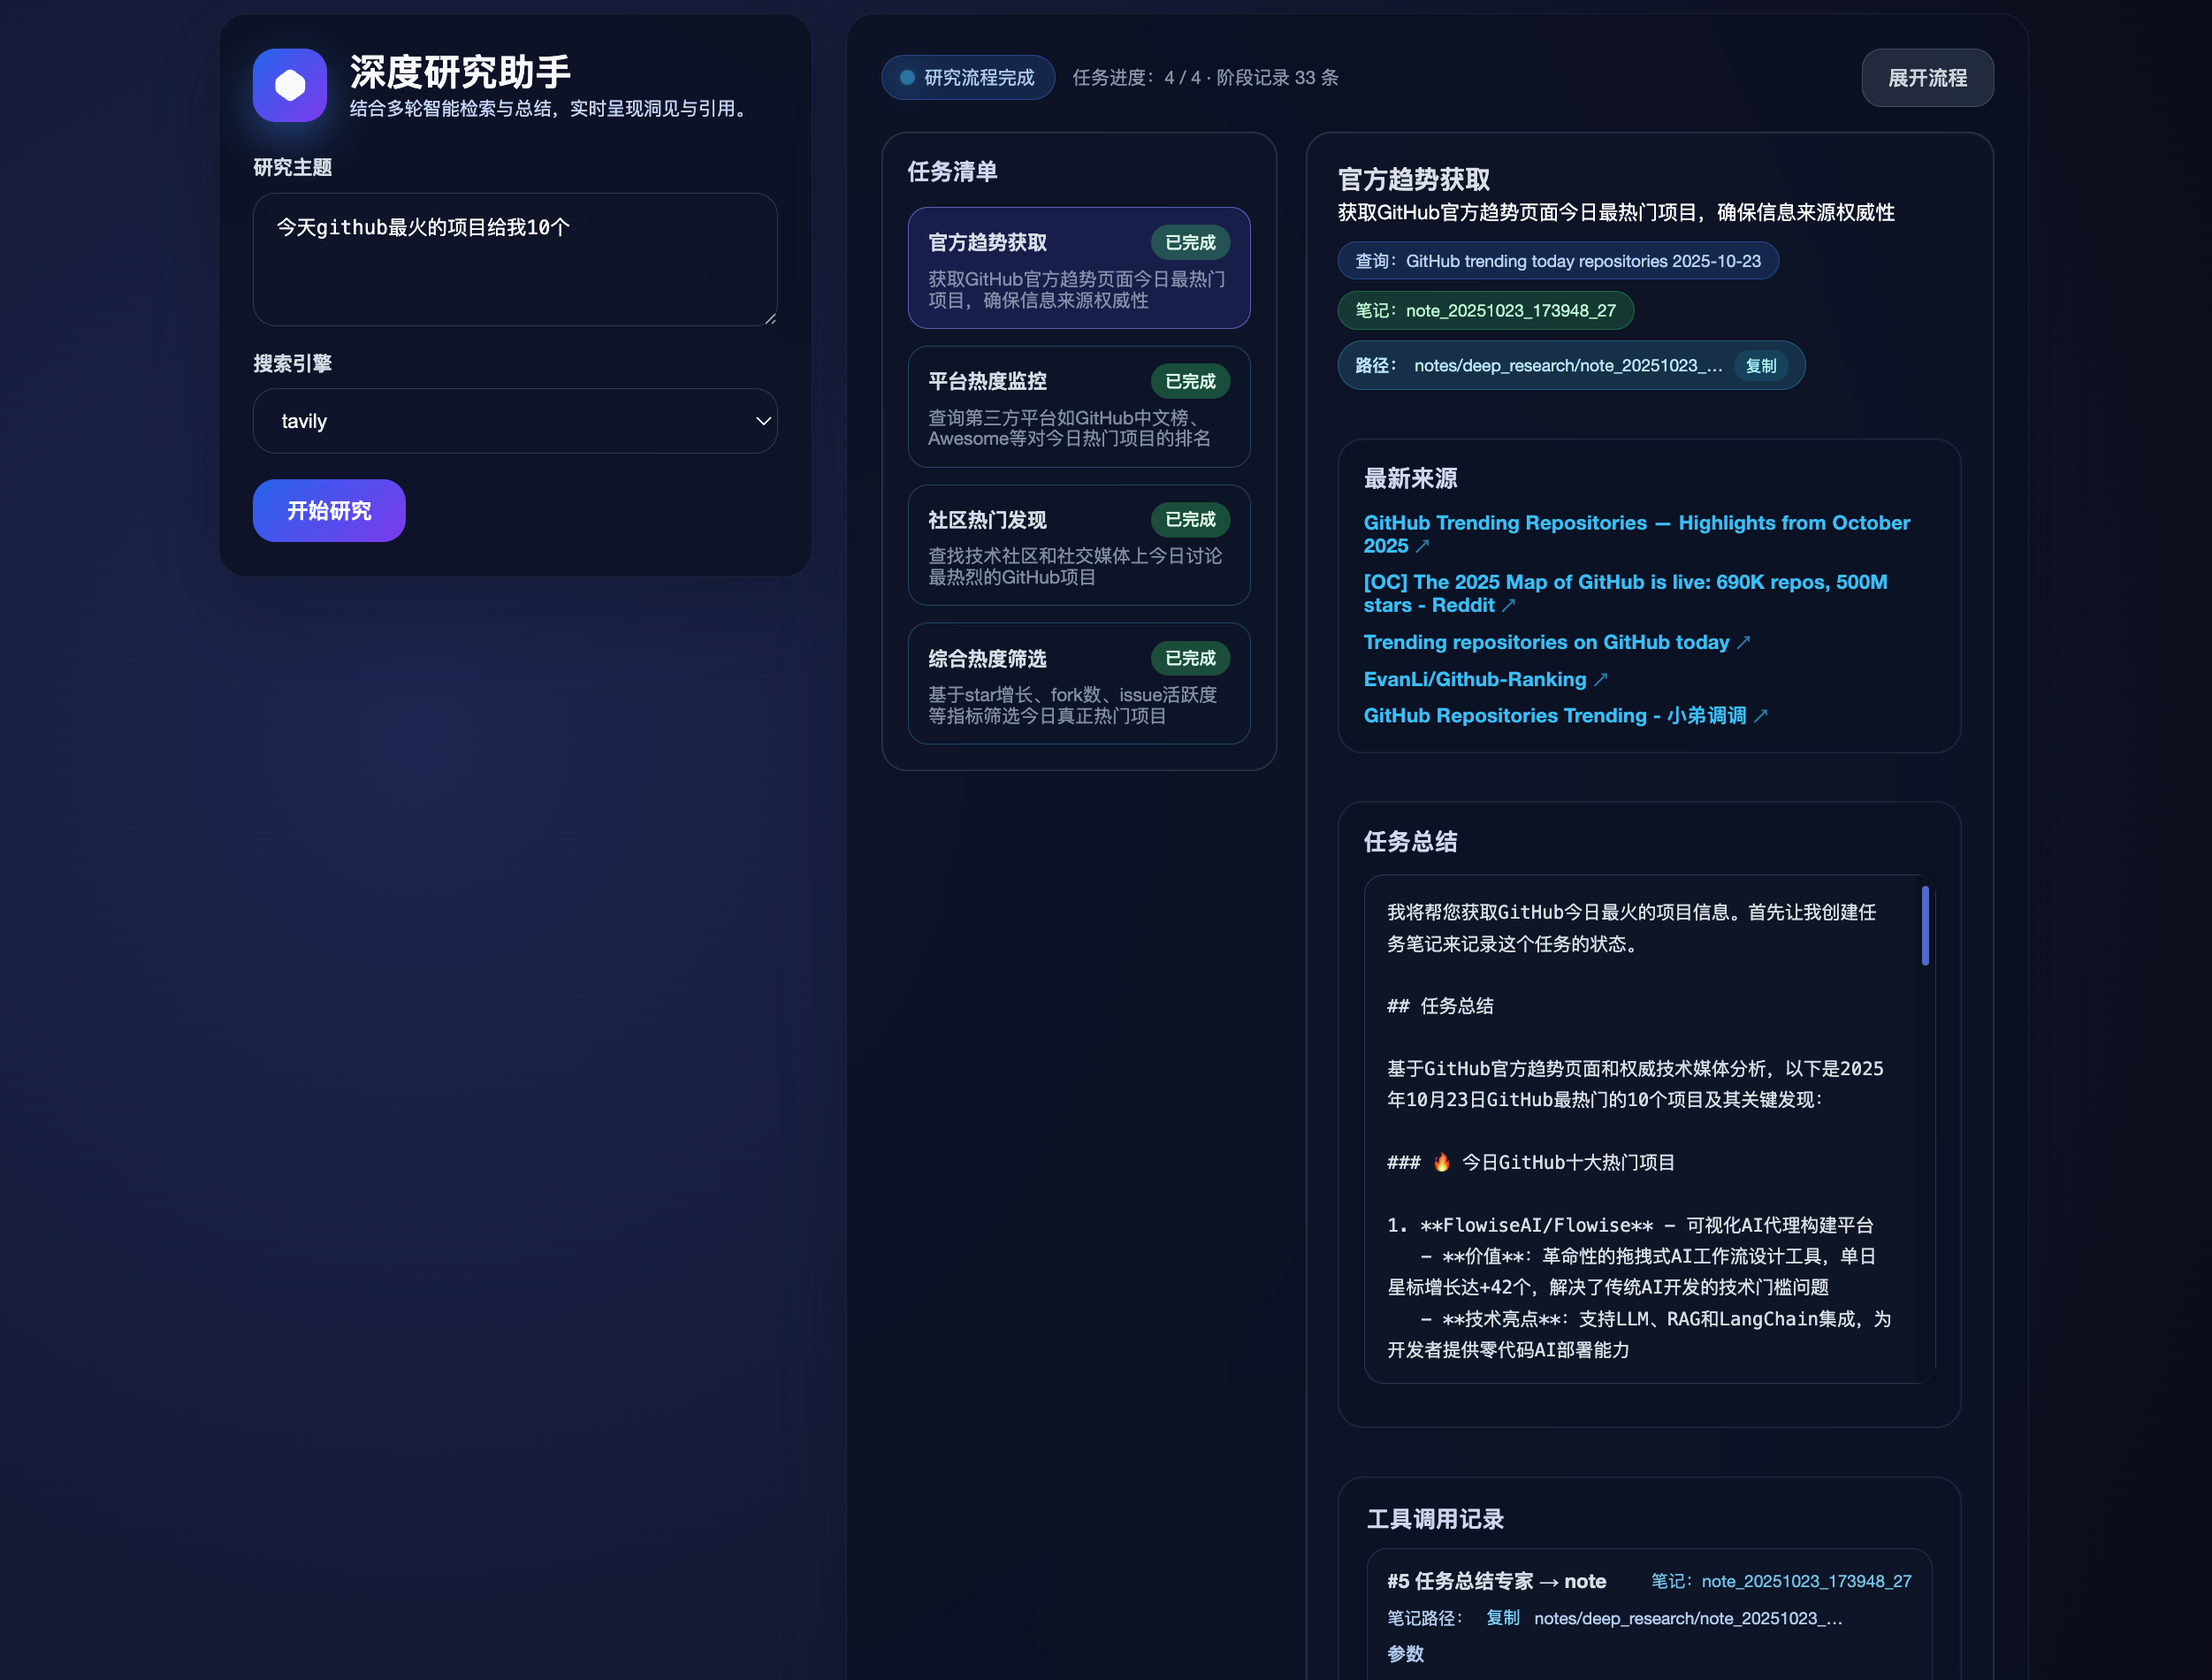 深度研究助手
结合多轮智能检索与总结，实时呈现洞见与引用。
研究主题
今天github最火的项目给我10个
搜索引擎
tavily
开始研究
研究流程完成
任务进度：4 / 4 · 阶段记录 33 条
展开流程
任务清单
官方趋势获取
已完成
获取GitHub官方趋势页面今日最热门
项目，确保信息来源权威性
平台热度监控
已完成
查询第三方平台如GitHub中文榜、
Awesome等对今日热门项目的排名
社区热门发现
已完成
查找技术社区和社交媒体上今日讨论
最热烈的GitHub项目
综合热度筛选
已完成
基于star增长、fork数、issue活跃度
等指标筛选今日真正热门项目
官方趋势获取
获取GitHub官方趋势页面今日最热门项目，确保信息来源权威性
查询：GitHub trending today repositories 2025-10-23
笔记：note_20251023_173948_27
路径： notes/deep_research/note_20251023_... 复制
最新来源
GitHub Trending Repositories — Highlights from October
2025 ↗
[OC] The 2025 Map of GitHub is live: 690K repos, 500M
stars - Reddit ↗
Trending repositories on GitHub today ↗
EvanLi/Github-Ranking ↗
GitHub Repositories Trending - 小弟调调 ↗
任务总结
我将帮您获取GitHub今日最火的项目信息。首先让我创建任
务笔记来记录这个任务的状态。
## 任务总结
基于GitHub官方趋势页面和权威技术媒体分析，以下是2025
年10月23日GitHub最热门的10个项目及其关键发现：
### 🔥 今日GitHub十大热门项目
1. **FlowiseAI/Flowise** - 可视化AI代理构建平台
- **价值**：革命性的拖拽式AI工作流设计工具，单日
星标增长达+42个，解决了传统AI开发的技术门槛问题
- **技术亮点**：支持LLM、RAG和LangChain集成，为
开发者提供零代码AI部署能力
工具调用记录
#5 任务总结专家 → note
笔记：note_20251023_173948_27
笔记路径： 复制 notes/deep_research/note_20251023_...
参数